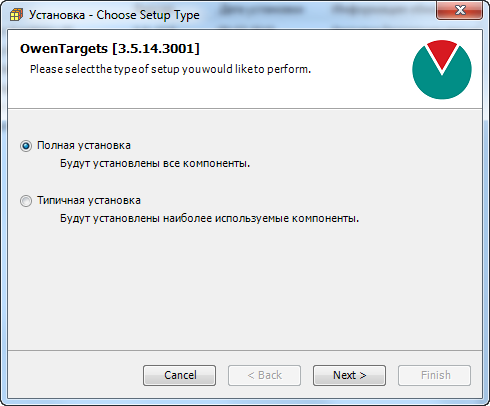 Установка - Choose Setup Type
OwenTargets [3.5.14.3001]
Please select the type of setup you would like to perform.
Полная установка
Будут установлены все компоненты.
Типичная установка
Будут установлены наиболее используемые компоненты.
Cancel
< Back
Next >
Finish